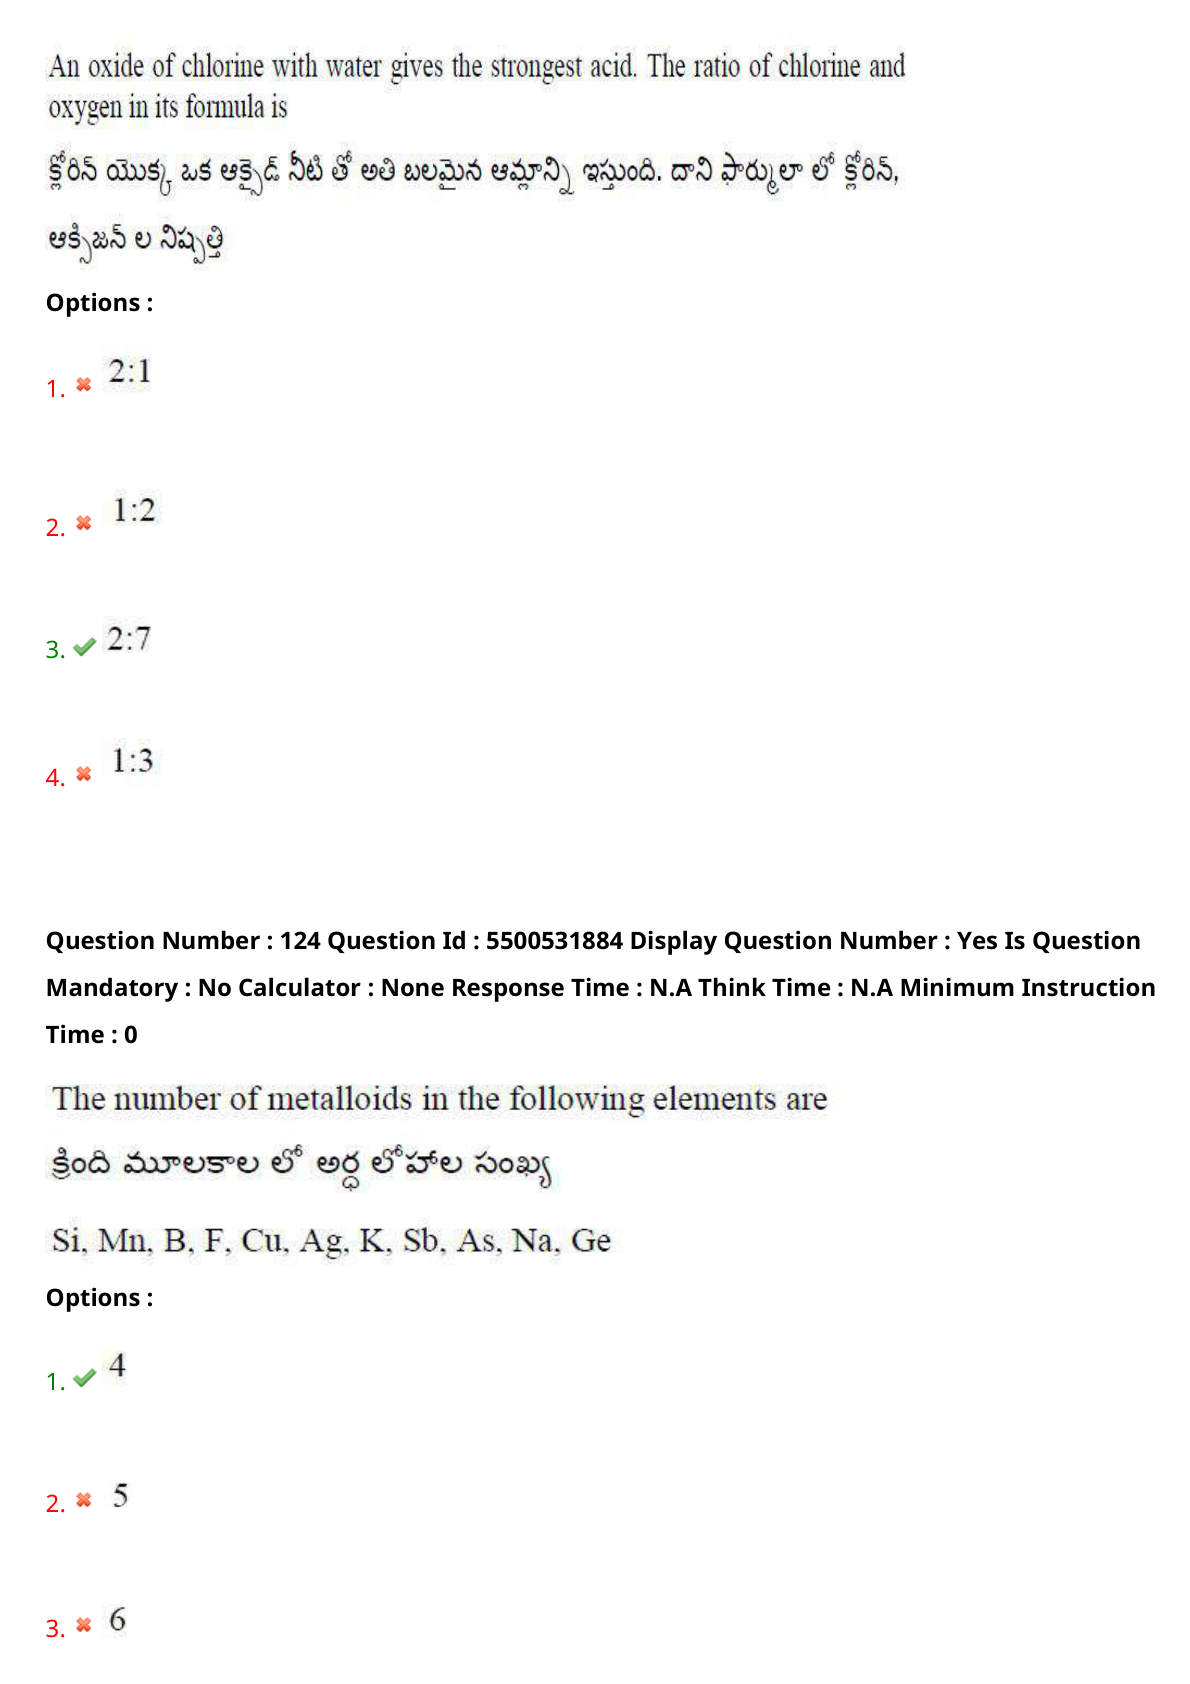 An oxide of chlorine with water gives the strongest acid. The ratio of chlorine and
oxygen in its formula is
క్లోరిన్ యొక్క ఒక ఆక్సైడ్ నీటి తో అతి బలమైన ఆమ్లాన్ని ఇస్తుంది. దాని ఫార్ములా లో క్లోరిన్,
ఆక్సిజన్ ల నిష్పత్తి
Options :
1. 2:1
2. 1:2
3. 2:7
4. 1:3
Question Number : 124 Question Id : 5500531884 Display Question Number : Yes Is Question
Mandatory : No Calculator : None Response Time : N.A Think Time : N.A Minimum Instruction
Time : 0
The number of metalloids in the following elements are
క్రింది మూలకాల లో అర్ధ లోహాల సంఖ్య
Si, Mn, B, F, Cu, Ag, K, Sb, As, Na, Ge
Options :
1. 4
2. 5
3. 6